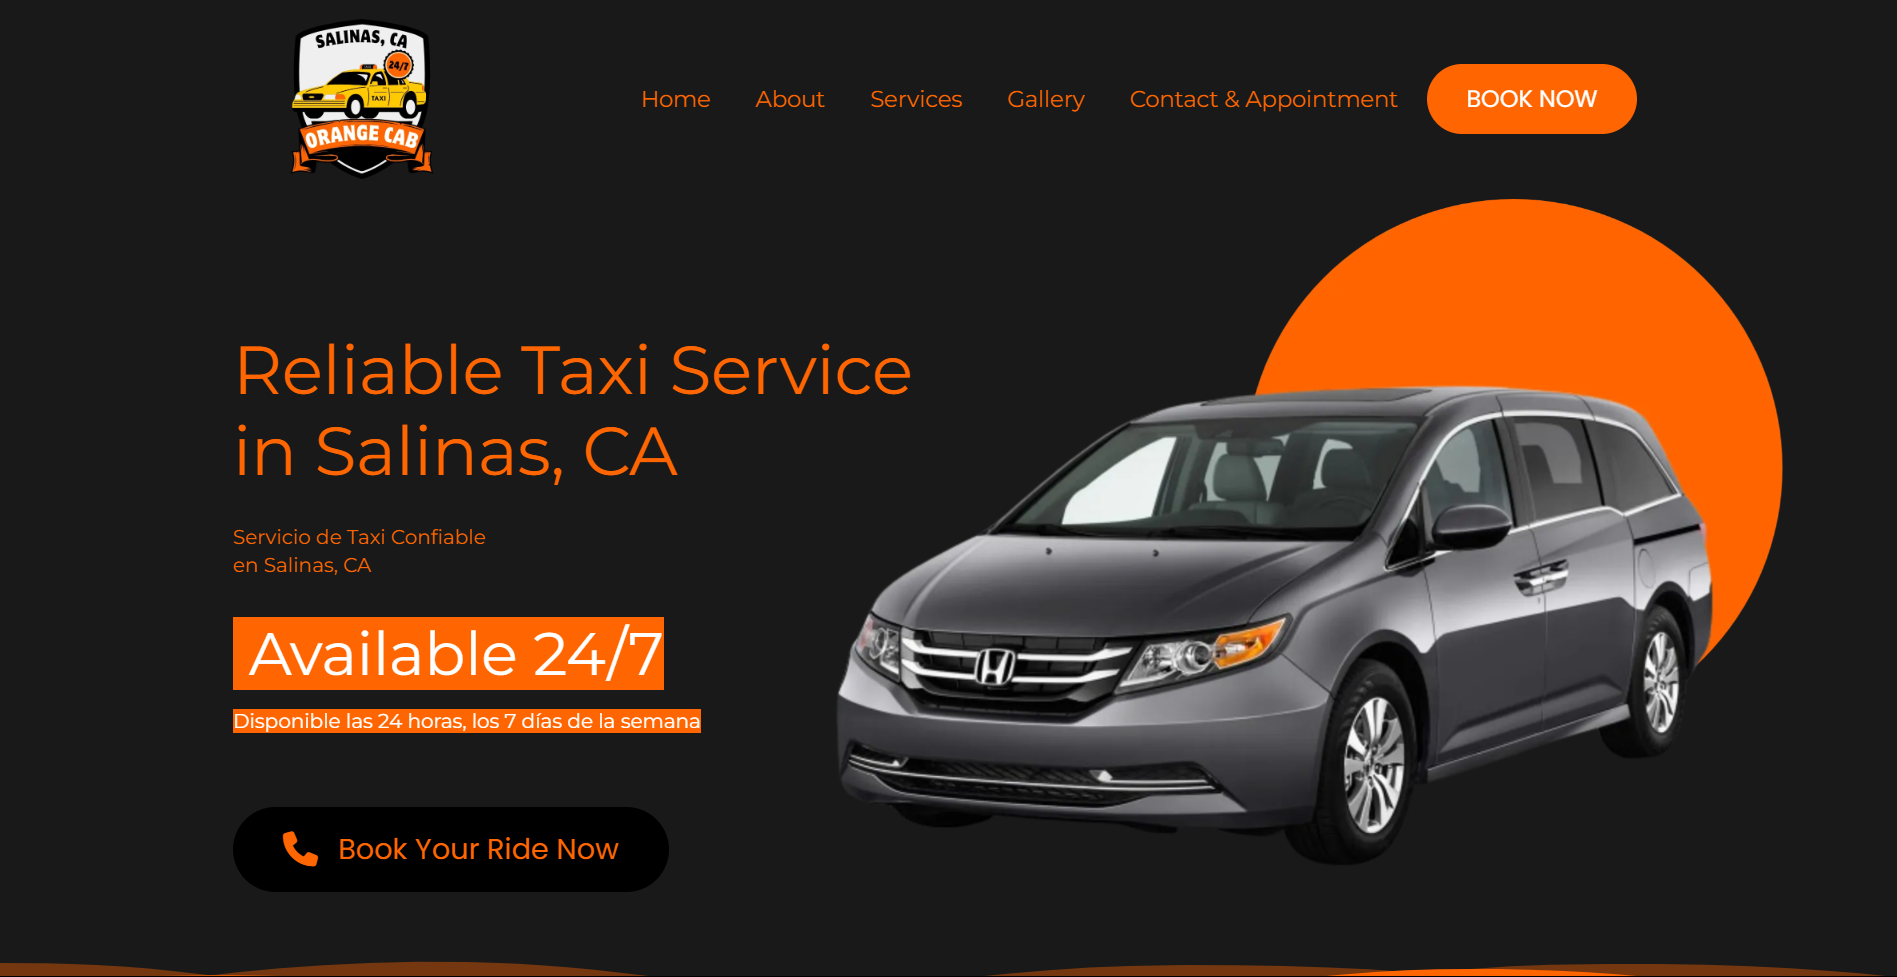 SALINAS, CA
24/7
TAXI
TAXI
ORANGE CAB
Home
About
Services
Gallery
Contact & Appointment
BOOK NOW
Reliable Taxi Service
in Salinas, CA
Servicio de Taxi Confiable
en Salinas, CA
Available 24/7
Disponible las 24 horas, los 7 días de la semana
Book Your Ride Now